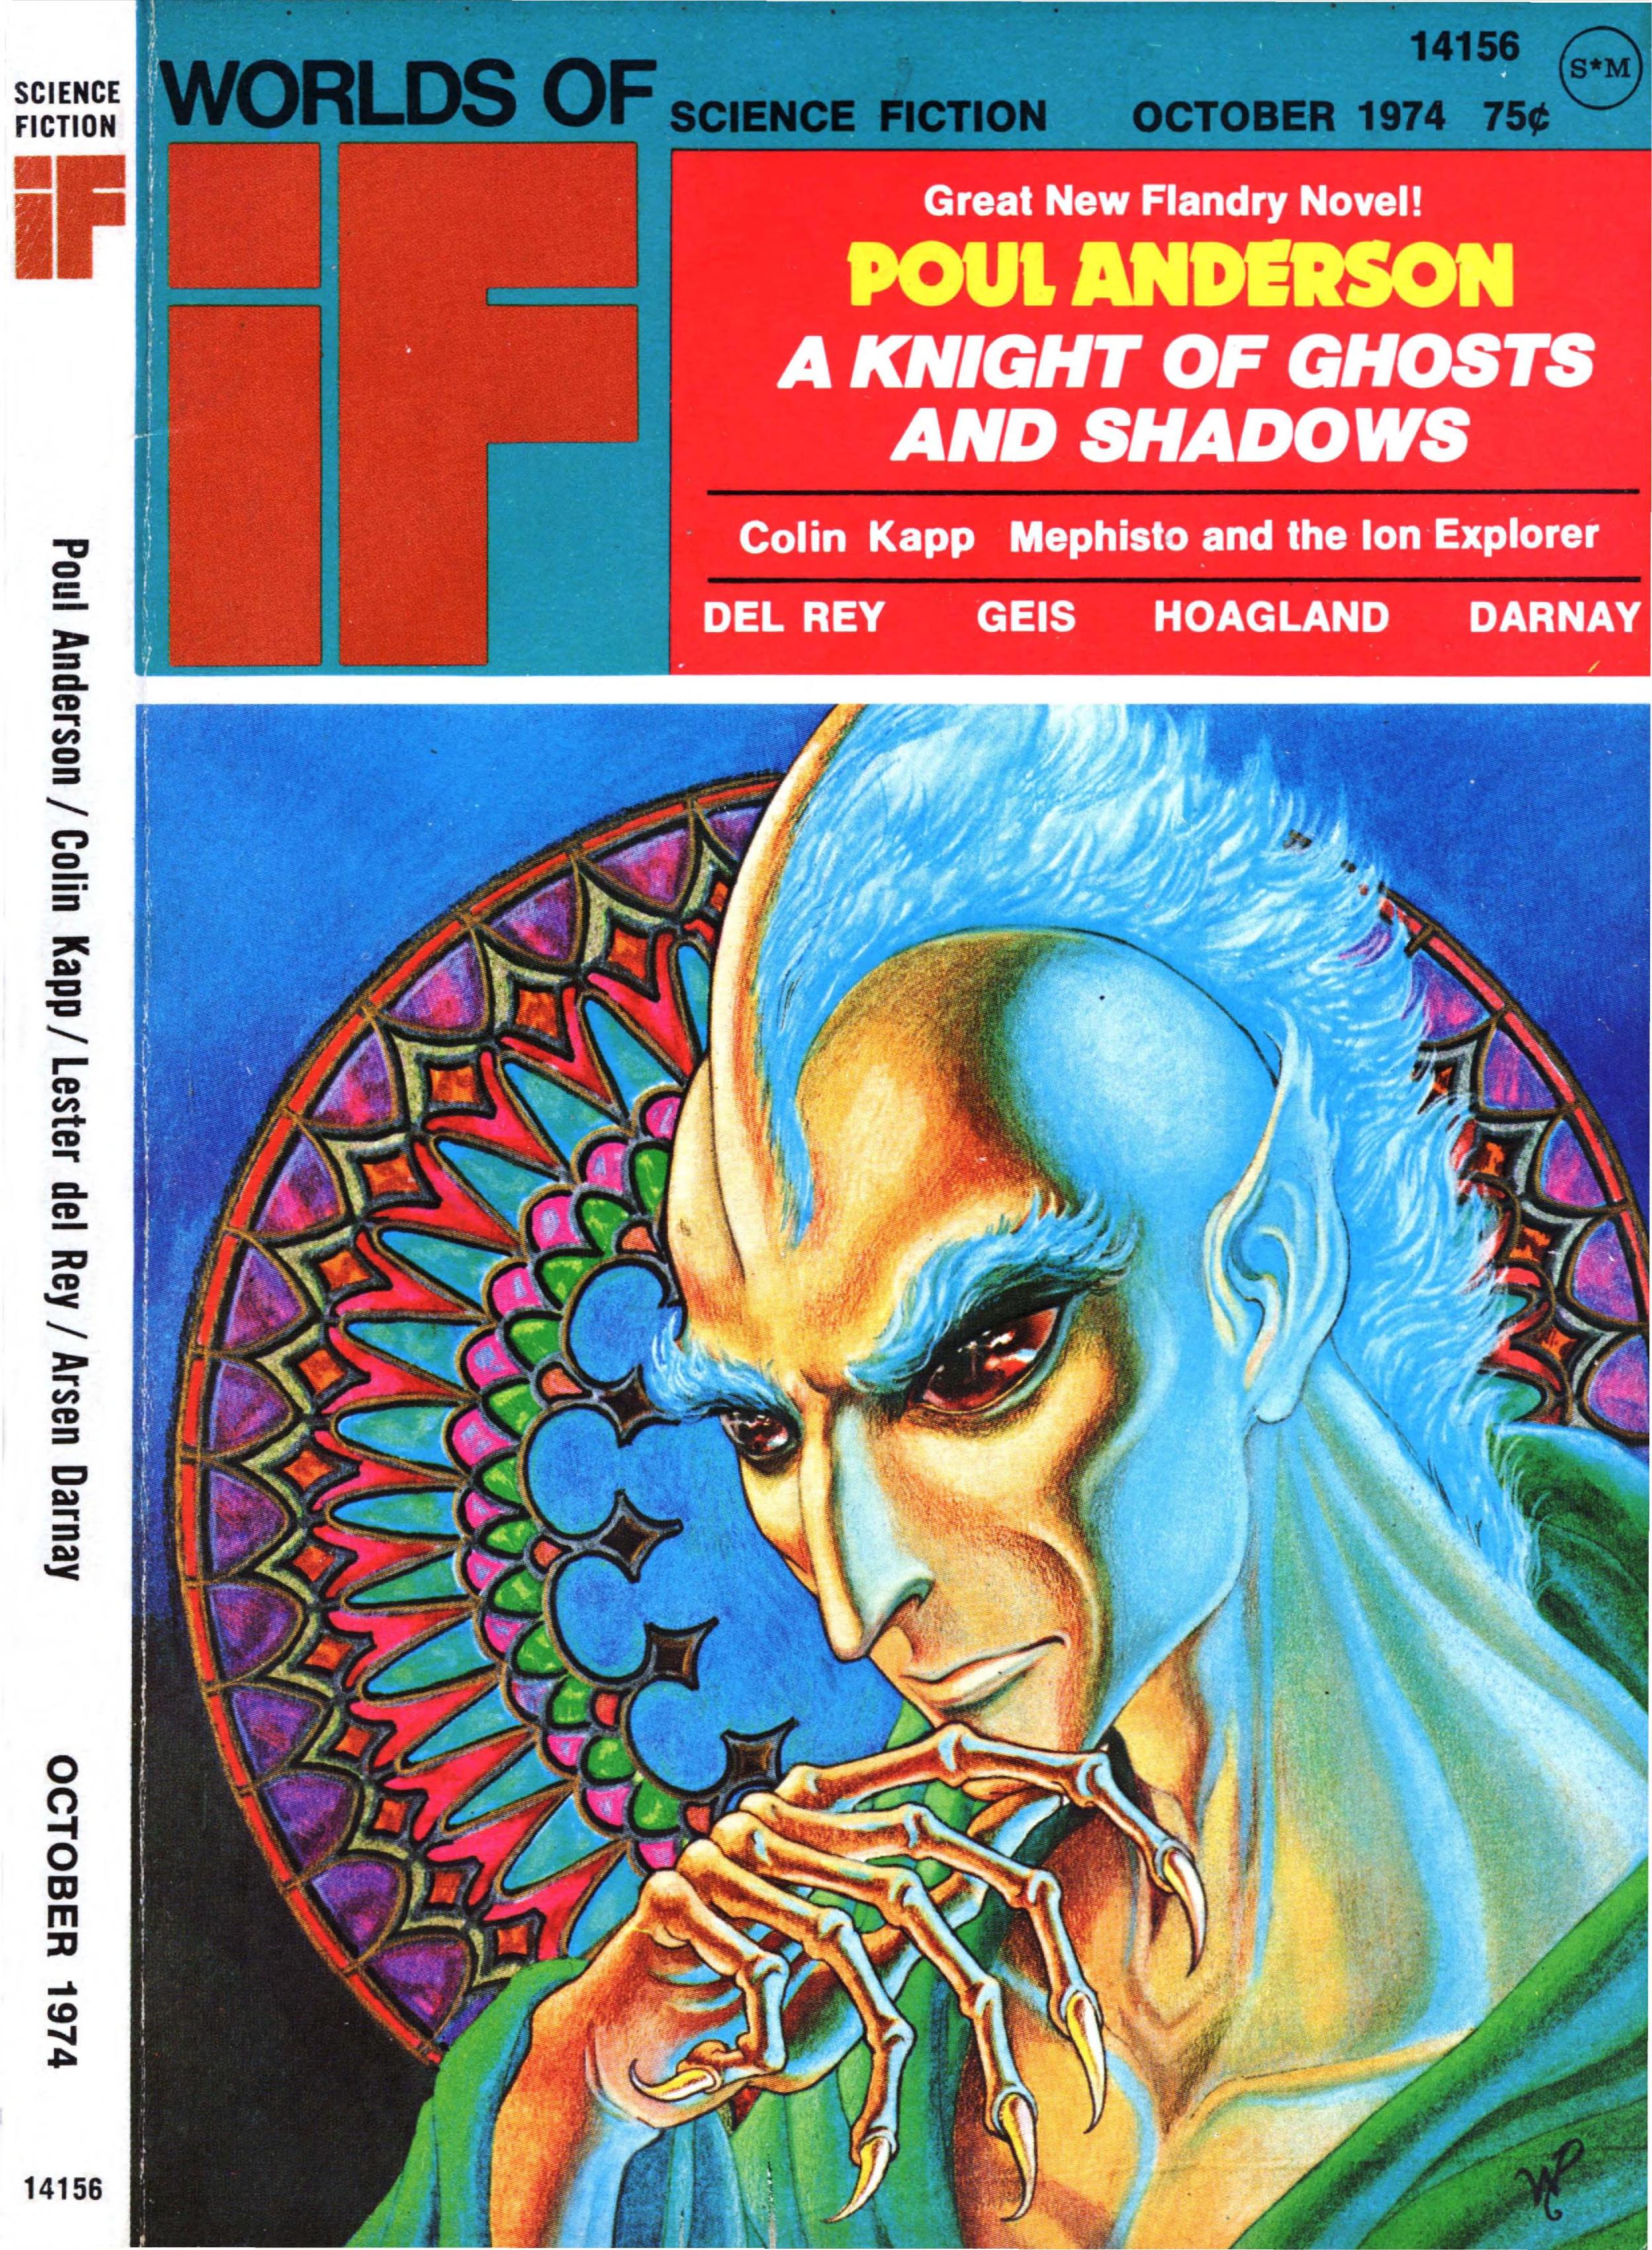 SCIENCE
FICTION
iF
Poul Anderson / Colin Kapp / Lester del Rey / Arsen Darnay
OCTOBER 1974
14156
14156
S*M
WORLDS OF
SCIENCE FICTION OCTOBER 1974 75¢
iF
Great New Flandry Novel!
POUL ANDERSON
A KNIGHT OF GHOSTS
AND SHADOWS
Colin Kapp Mephisto and the Ion Explorer
DEL REY GEIS HOAGLAND DARNAY
WP